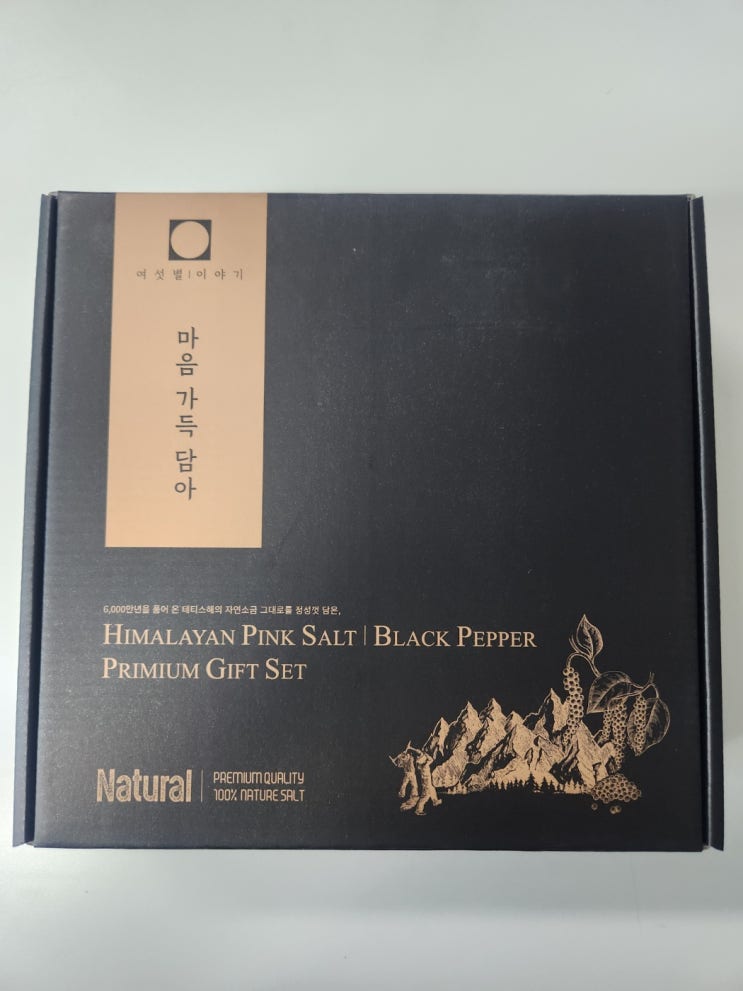 여섯별|이야기
마음 가득 담아
6,000만년을 품어 온 테티스해의 자연소금 그대로를 정성껏 담은,
HIMALAYAN PINK SALT | BLACK PEPPER
PRIMIUM GIFT SET
Natural
PREMIUM QUALITY
100% NATURE SALT